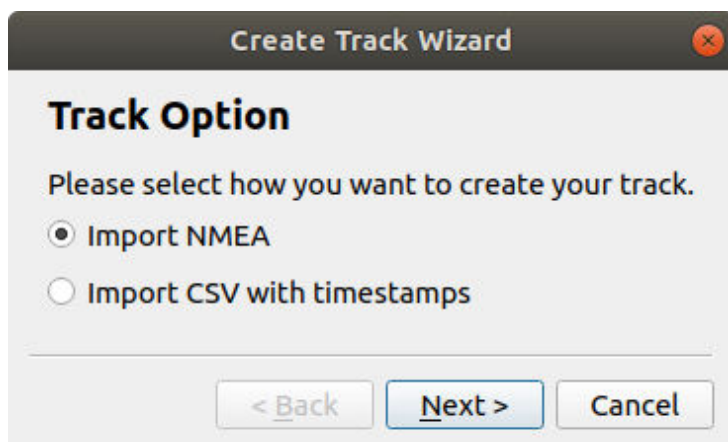 Create Track Wizard
Track Option
Please select how you want to create your track.
Import NMEA
Import CSV with timestamps
< Back Next > Cancel